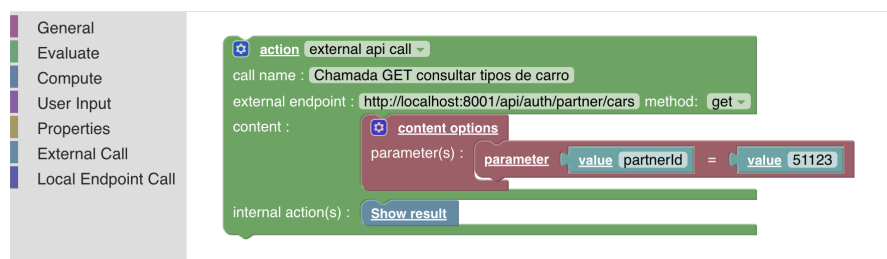 General
Evaluate
Compute
User Input
Properties
External Call
Local Endpoint Call
action external api call
call name : Chamada GET consultar tipos de carro
external endpoint : http://localhost:8001/api/auth/partner/cars method: get
content : content options
parameter(s) : parameter value partnerId = value 51123
internal action(s) : Show result